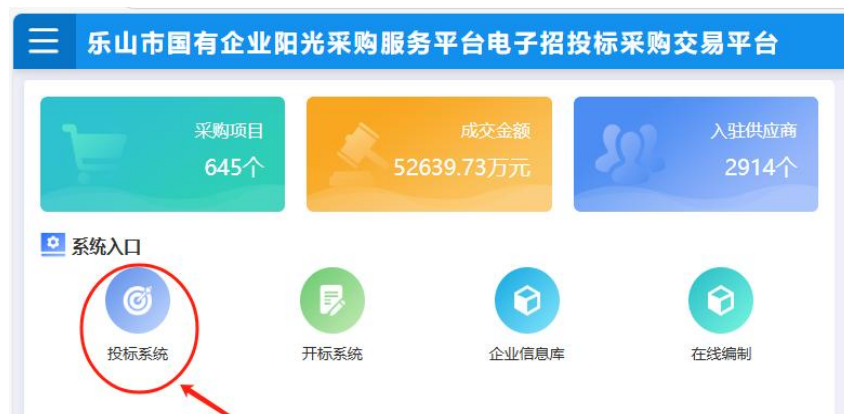 乐山市国有企业阳光采购服务平台电子招投标采购交易平台
采购项目
645个
成交金额
52639.73万元
入驻供应商
2914个
系统入口
投标系统
开标系统
企业信息库
在线编制